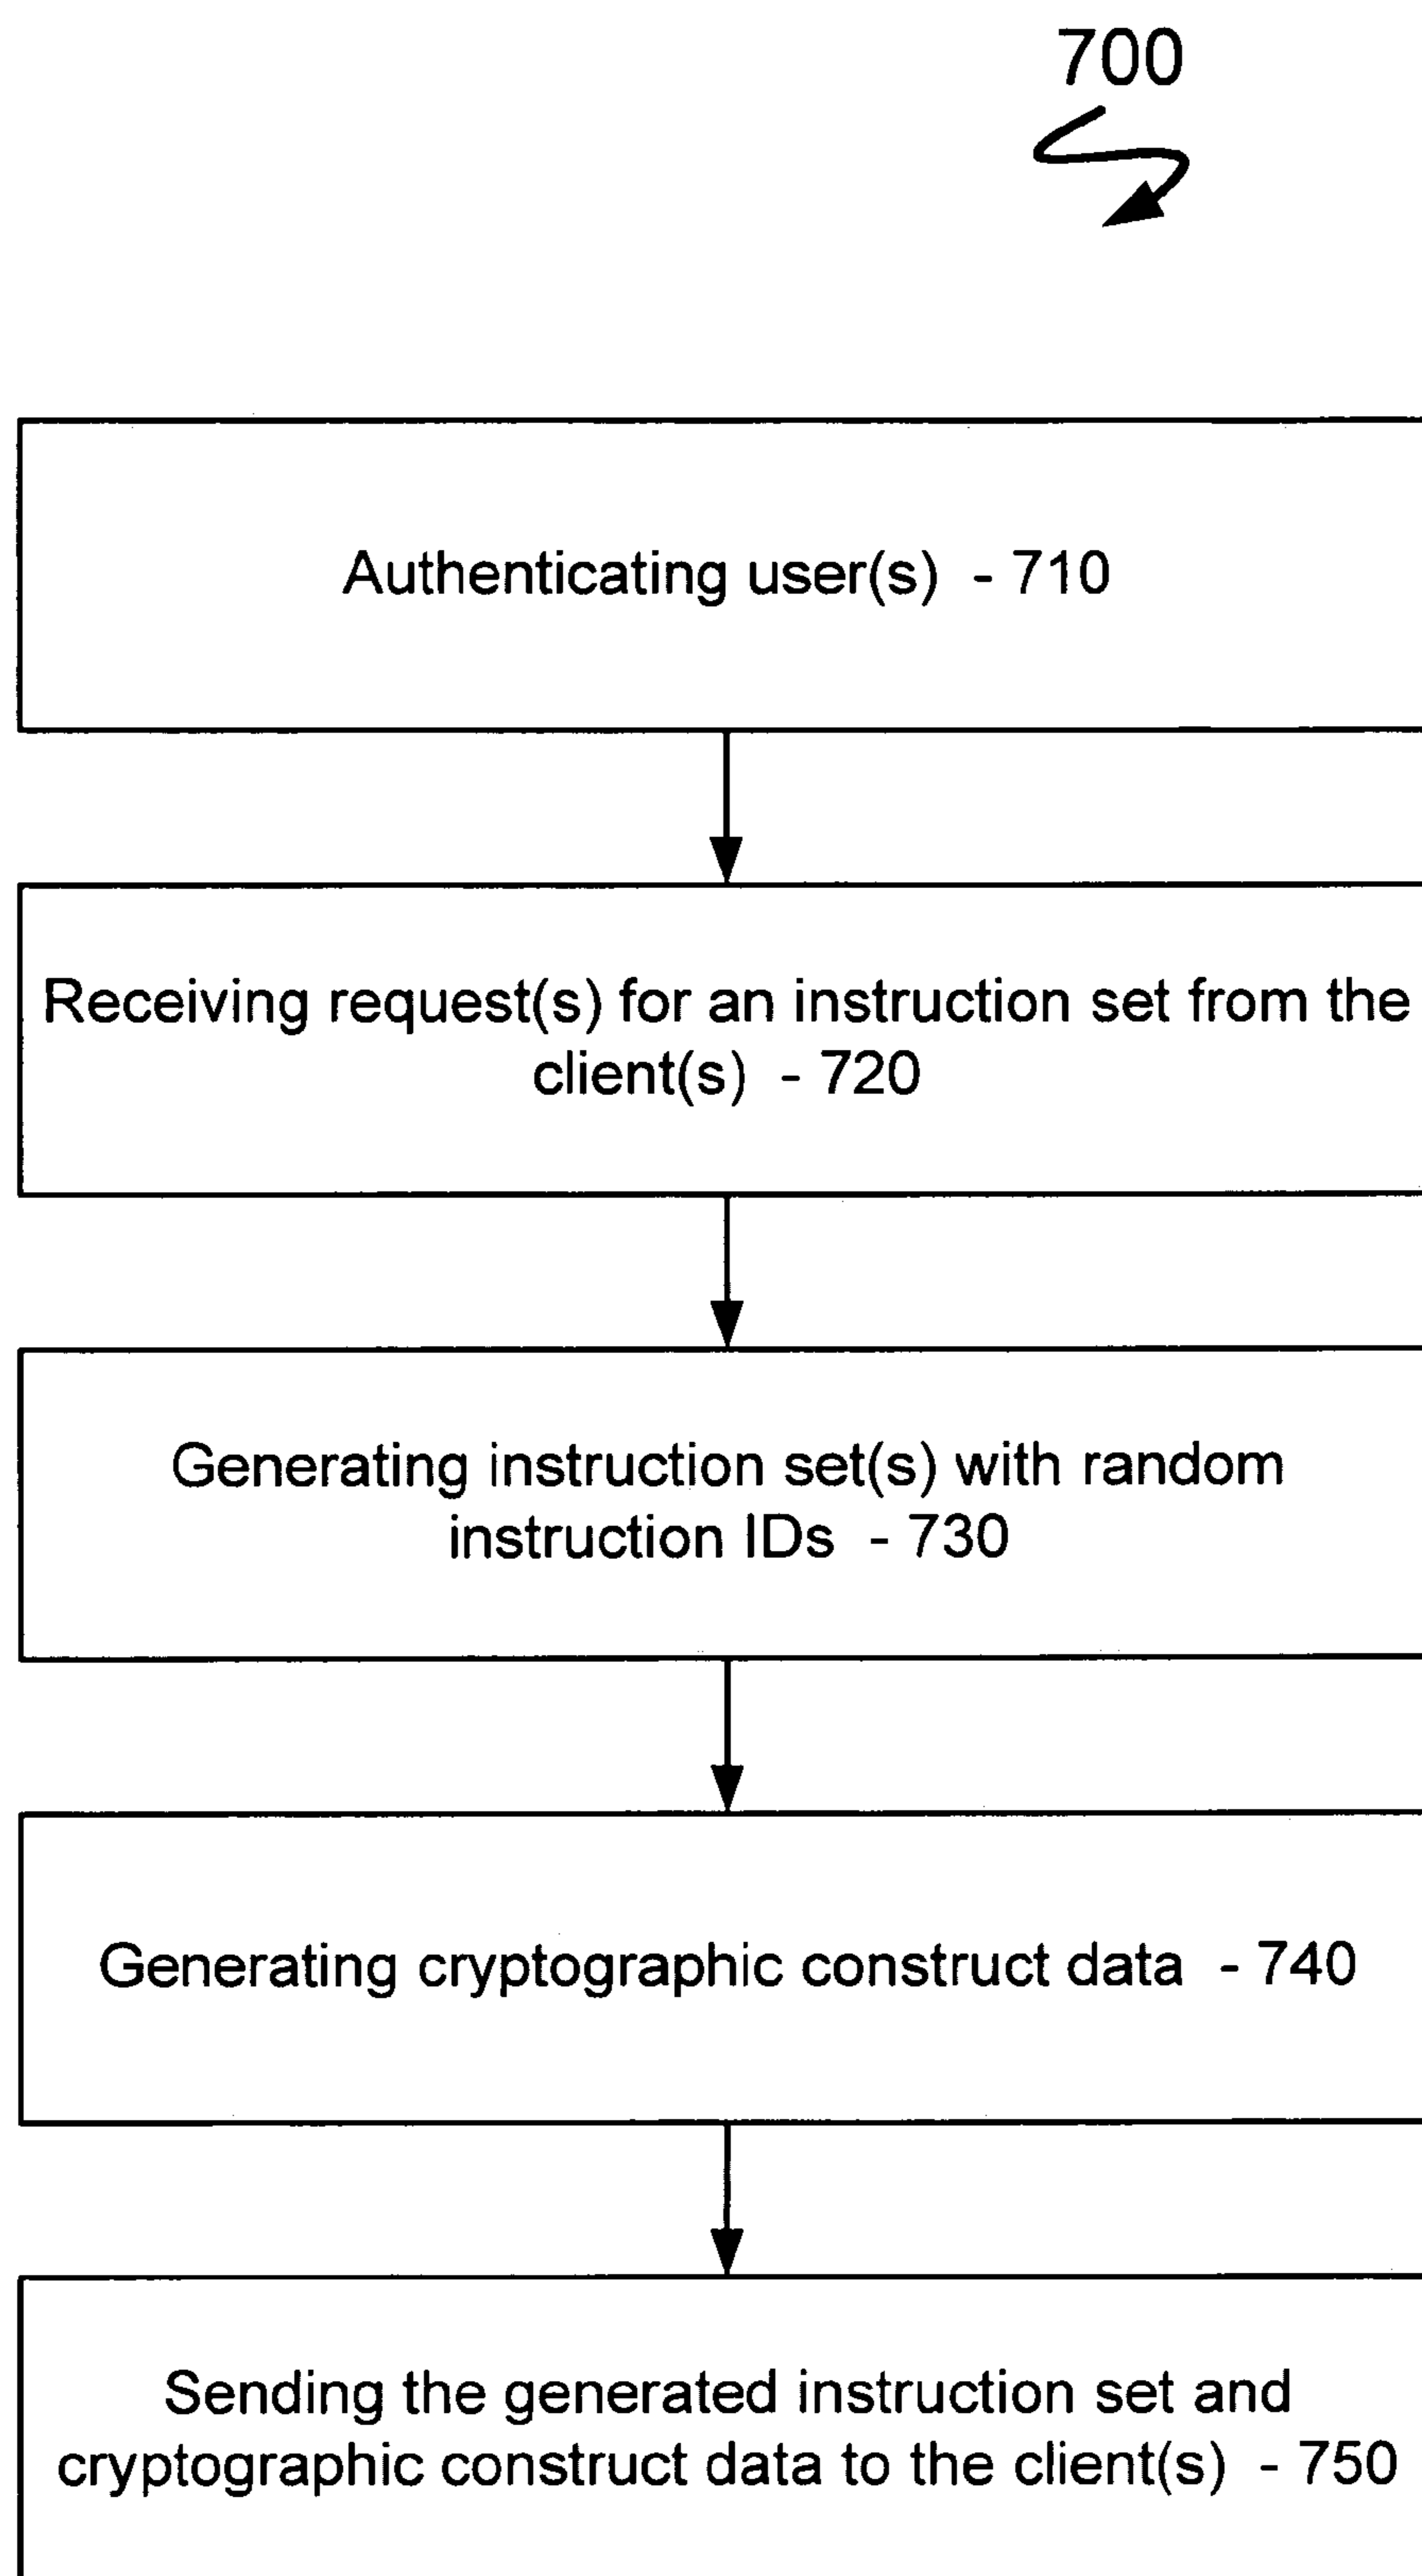 700
Authenticating user(s) - 710
Receiving request(s) for an instruction set from the
client(s) - 720
Generating instruction set(s) with random
instruction IDs - 730
Generating cryptographic construct data - 740
Sending the generated instruction set and
cryptographic construct data to the client(s) - 750